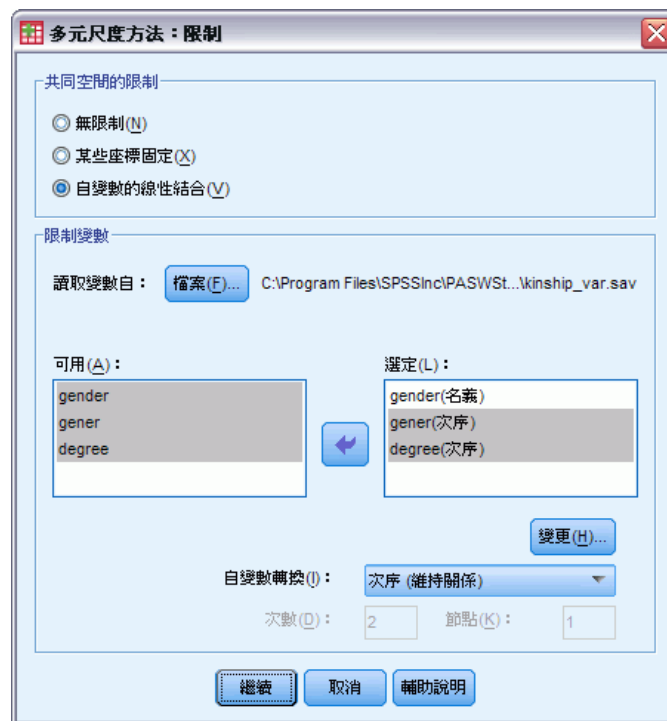 多元尺度方法：限制
共同空間的限制
無限制(N)
某些座標固定(X)
自變數的線性結合(V)
限制變數
讀取變數自： 檔案(F)... C:\Program Files\SPSSInc\PASWSt...\kinship_var.sav
可用(A)： 選定(L)：
gender gender(名義)
gener gener(次序)
degree degree(次序)
變更(H)...
自變數轉換(I)： 次序 (維持關係)
次數(D)： 2 節點(K)： 1
繼續 取消 輔助說明